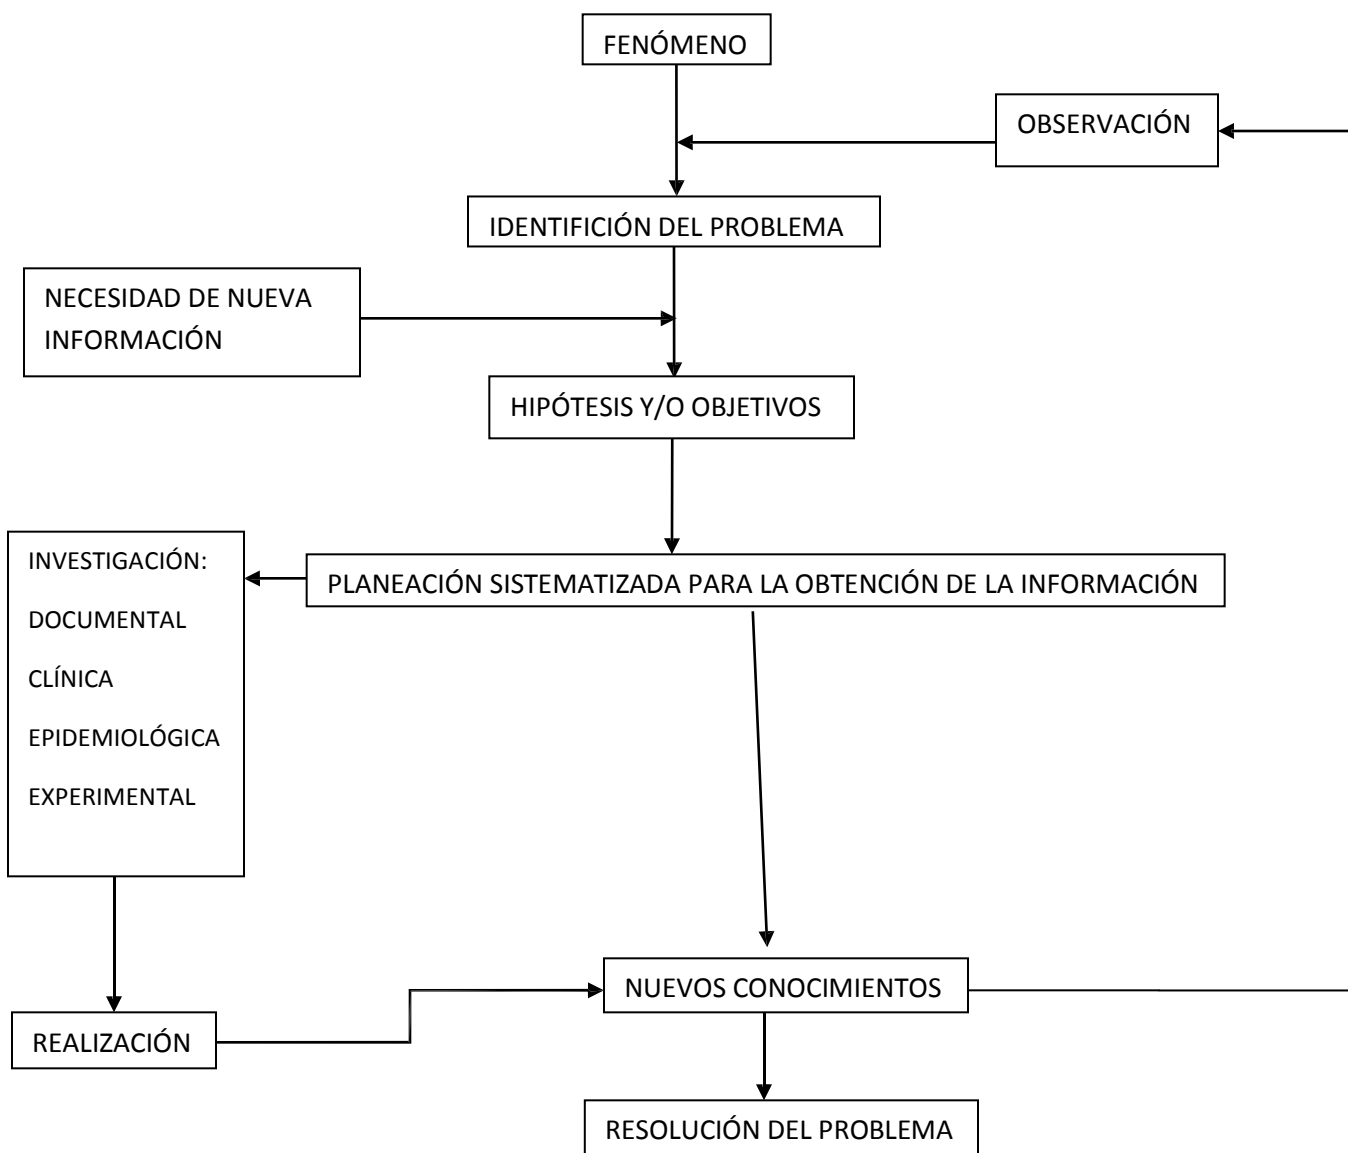 FENÓMENO
OBSERVACIÓN
IDENTIFICIÓN DEL PROBLEMA
NECESIDAD DE NUEVA
INFORMACIÓN
HIPÓTESIS Y/O OBJETIVOS
INVESTIGACIÓN:
DOCUMENTAL
CLÍNICA
EPIDEMIOLÓGICA
EXPERIMENTAL
PLANEACIÓN SISTEMATIZADA PARA LA OBTENCIÓN DE LA INFORMACIÓN
NUEVOS CONOCIMIENTOS
REALIZACIÓN
RESOLUCIÓN DEL PROBLEMA